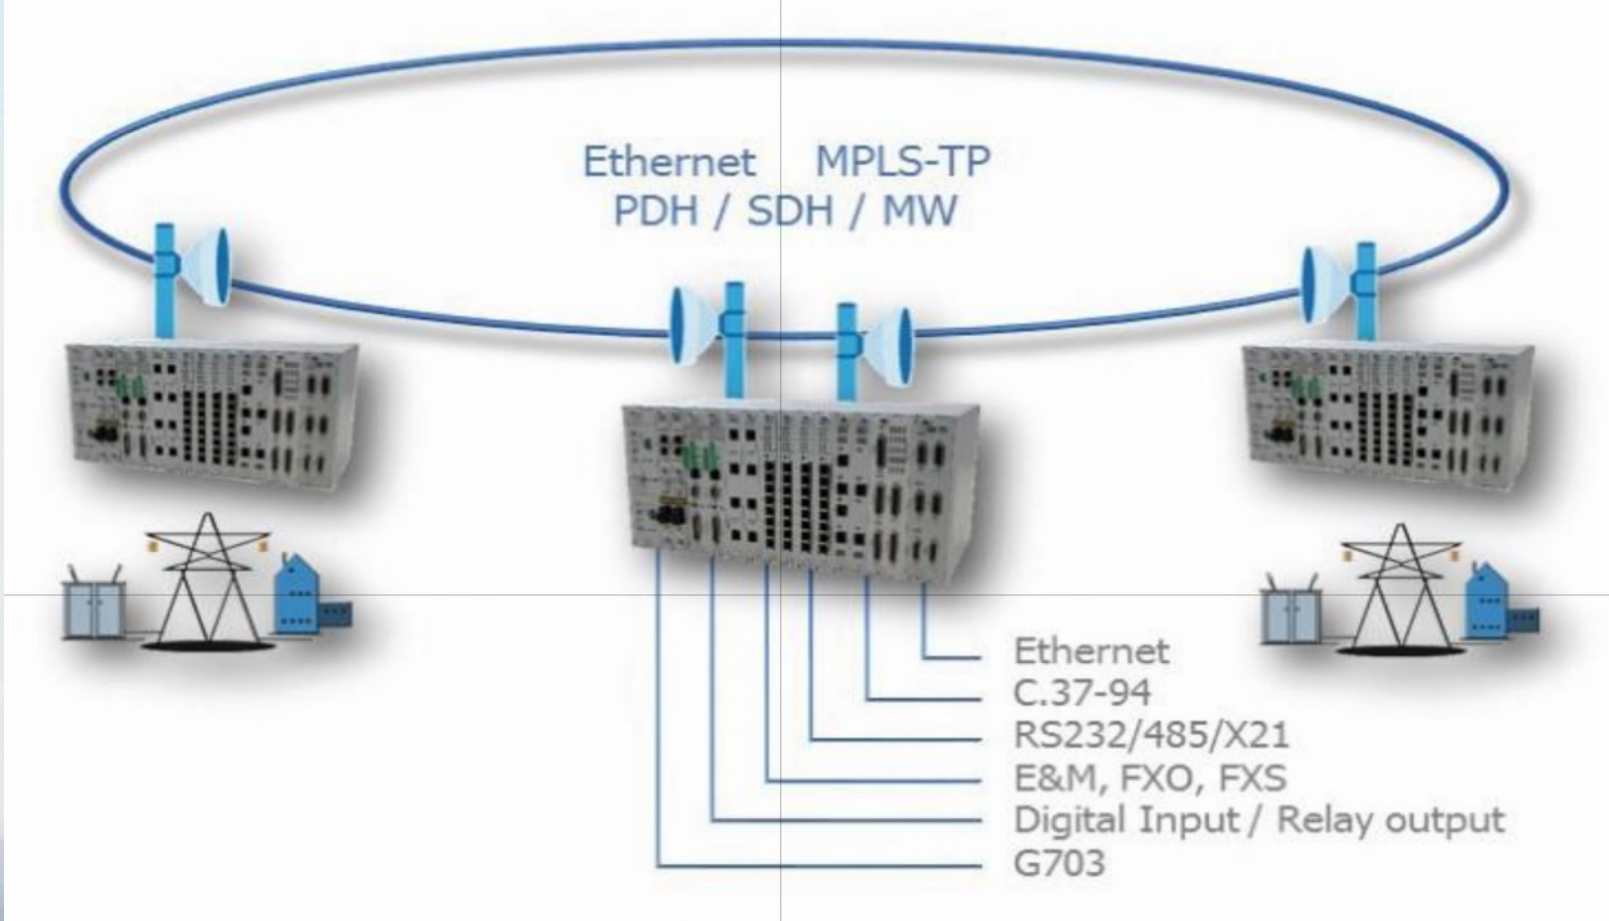 Ethernet MPLS-TP
PDH / SDH / MW
Ethernet
C.37-94
RS232/485/X21
E&M, FXO, FXS
Digital Input / Relay output
G703